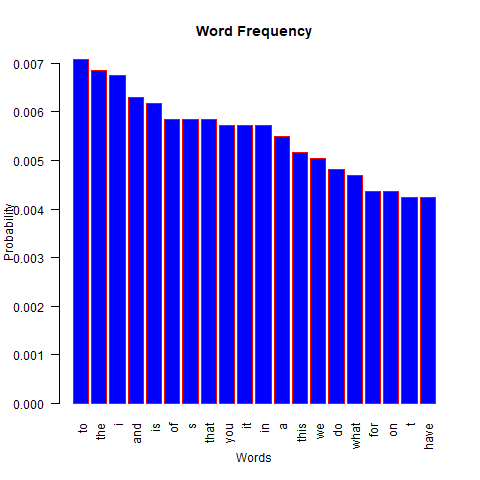 Word Frequency
Probability
0.007
0.006
0.005
0.004
0.003
0.002
0.001
0.000
to the i and is of s that you it in a this we do what for on t have
Words